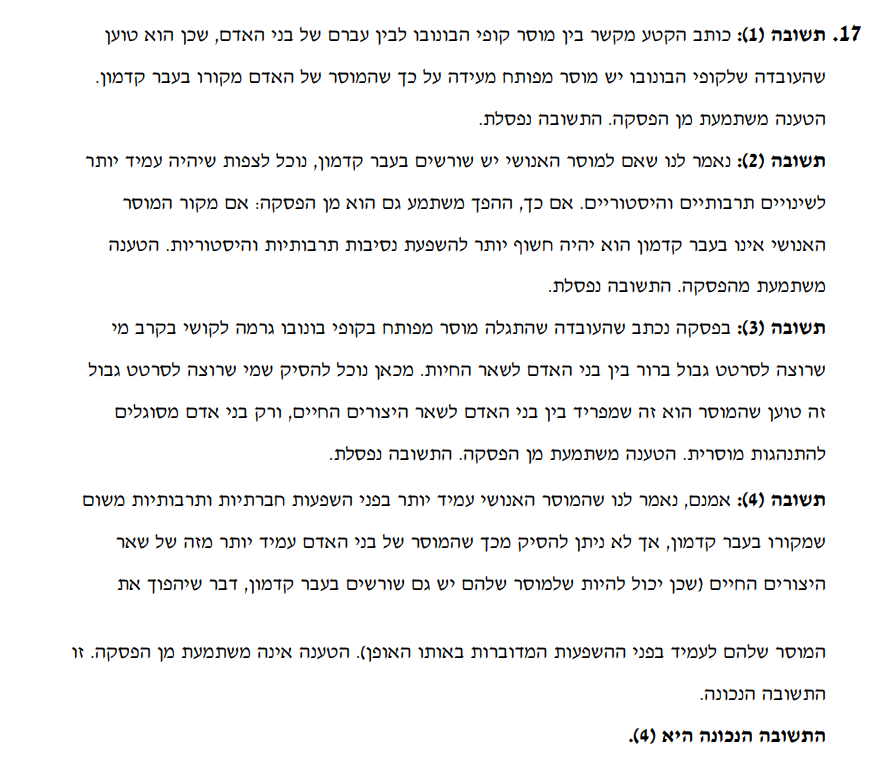 17. תשובה (1): כותב הקטע מקשר בין מוסר קופי הבונובו לבין עברם של בני האדם, שכן הוא טוען
שהעובדה שלקופי הבונובו יש מוסר מפותח מעידה על כך שהמוסר של האדם מקורו בעבר קדמון.
הטענה משתמעת מן הפסקה. התשובה נפסלת.
תשובה (2): נאמר לנו שאם למוסר האנושי יש שורשים בעבר קדמון, נוכל לצפות שיהיה עמיד יותר
לשינויים תרבותיים והיסטוריים. אם כך, ההפך משתמע גם הוא מן הפסקה: אם מקור המוסר
האנושי אינו בעבר קדמון הוא יהיה חשוף יותר להשפעת נסיבות תרבותיות והיסטוריות. הטענה
משתמעת מהפסקה. התשובה נפסלת.
תשובה (3): בפסקה נכתב שהעובדה שהתגלה מוסר מפותח בקופי בונובו גרמה לקושי בקרב מי
שרוצה לסרטט גבול ברור בין בני האדם לשאר החיות. מכאן נוכל להסיק שמי שרוצה לסרטט גבול
זה טוען שהמוסר הוא זה שמפריד בין בני האדם לשאר היצורים החיים, ורק בני אדם מסוגלים
להתנהגות מוסרית. הטענה משתמעת מן הפסקה. התשובה נפסלת.
תשובה (4): אמנם, נאמר לנו שהמוסר האנושי עמיד יותר בפני השפעות חברתיות ותרבותיות משום
שמקורו בעבר קדמון, אך לא ניתן להסיק מכך שהמוסר של בני האדם עמיד יותר מזה של שאר
היצורים החיים (שכן יכול להיות שלמוסר שלהם יש גם שורשים בעבר קדמון, דבר שיהפוך את
המוסר שלהם לעמיד בפני ההשפעות המדוברות באותו האופן). הטענה אינה משתמעת מן הפסקה. זו
התשובה הנכונה.
התשובה הנכונה היא (4).